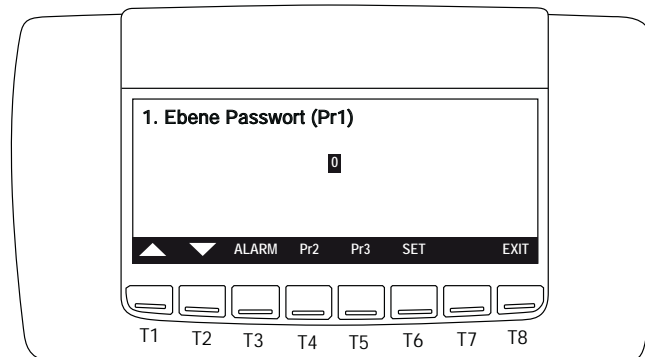 1. Ebene Passwort (Pr1)
0
ALARM Pr2 Pr3 SET EXIT
T1 T2 T3 T4 T5 T6 T7 T8